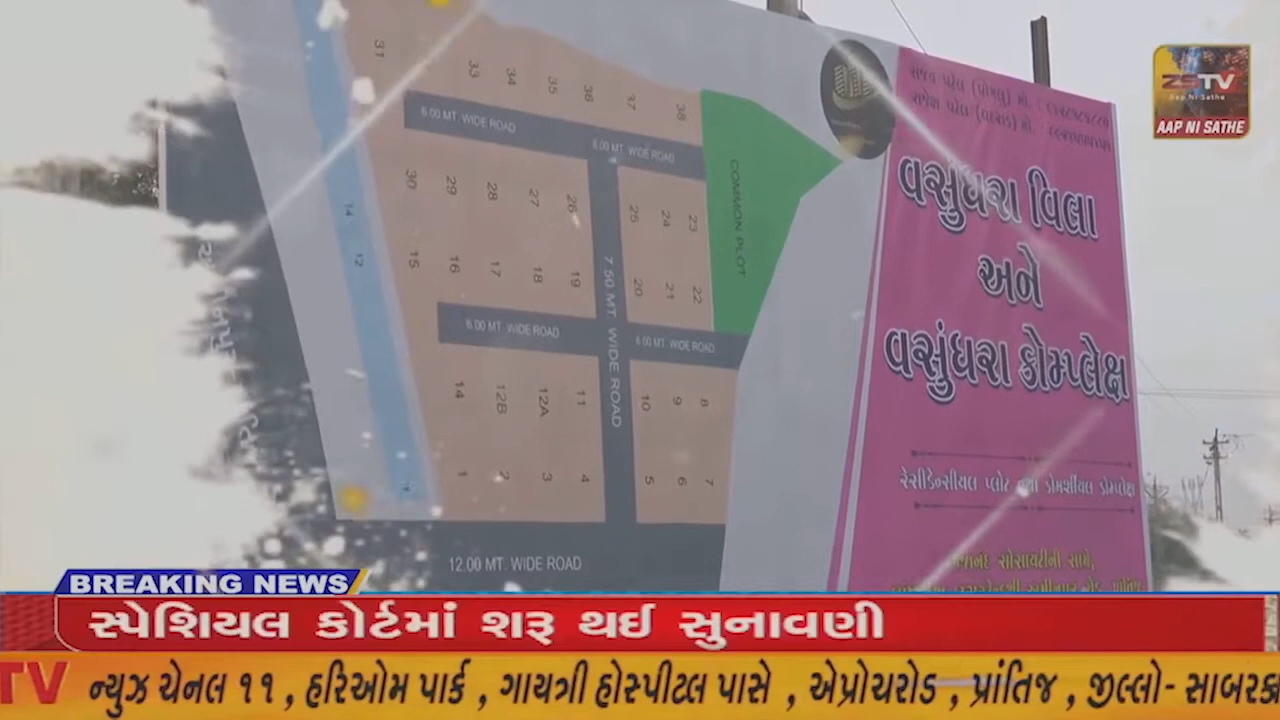 31
33
34
35
36
37
38
6.00 MT. WIDE ROAD
6.00 MT. WIDE ROAD
COMMON PLOT
30 29 28 27 26 25 24 23
14
12
15 16 17 18 19 20 21 22
7.50 MT. WIDE ROAD
6.00 MT. WIDE ROAD
6.00 MT. WIDE ROAD
14 12B 12A 11 10 9 8
1 2 3 4 5 6 7
12.00 MT. WIDE ROAD
વસુંધરા વિલા
અને
વસુંધરા કોમ્પ્લેક્ષ
રેસીડેન્સીયલ પ્લોટ તથા કોમર્શીયલ કોમ્પ્લેક્ષ
સોસાયટીની સામે,
ZSTV
Aap Ni Sathe
AAP NI SATHE
BREAKING NEWS
સ્પેશિયલ કોર્ટમાં શરૂ થઈ સુનાવણી
TV ન્યુઝ ચેનલ ૧૧ , હરિઓમ પાર્ક , ગાયત્રી હોસ્પીટલ પાસે , એપ્રોચરોડ , પ્રાંતિજ , જીલ્લો- સાબરકા